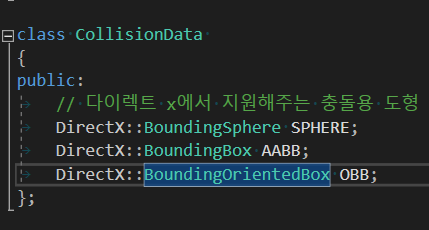 class CollisionData
{
public:
// 다이렉트 x에서 지원해주는 충돌용 도형
DirectX::BoundingSphere SPHERE;
DirectX::BoundingBox AABB;
DirectX::BoundingOrientedBox OBB;
};